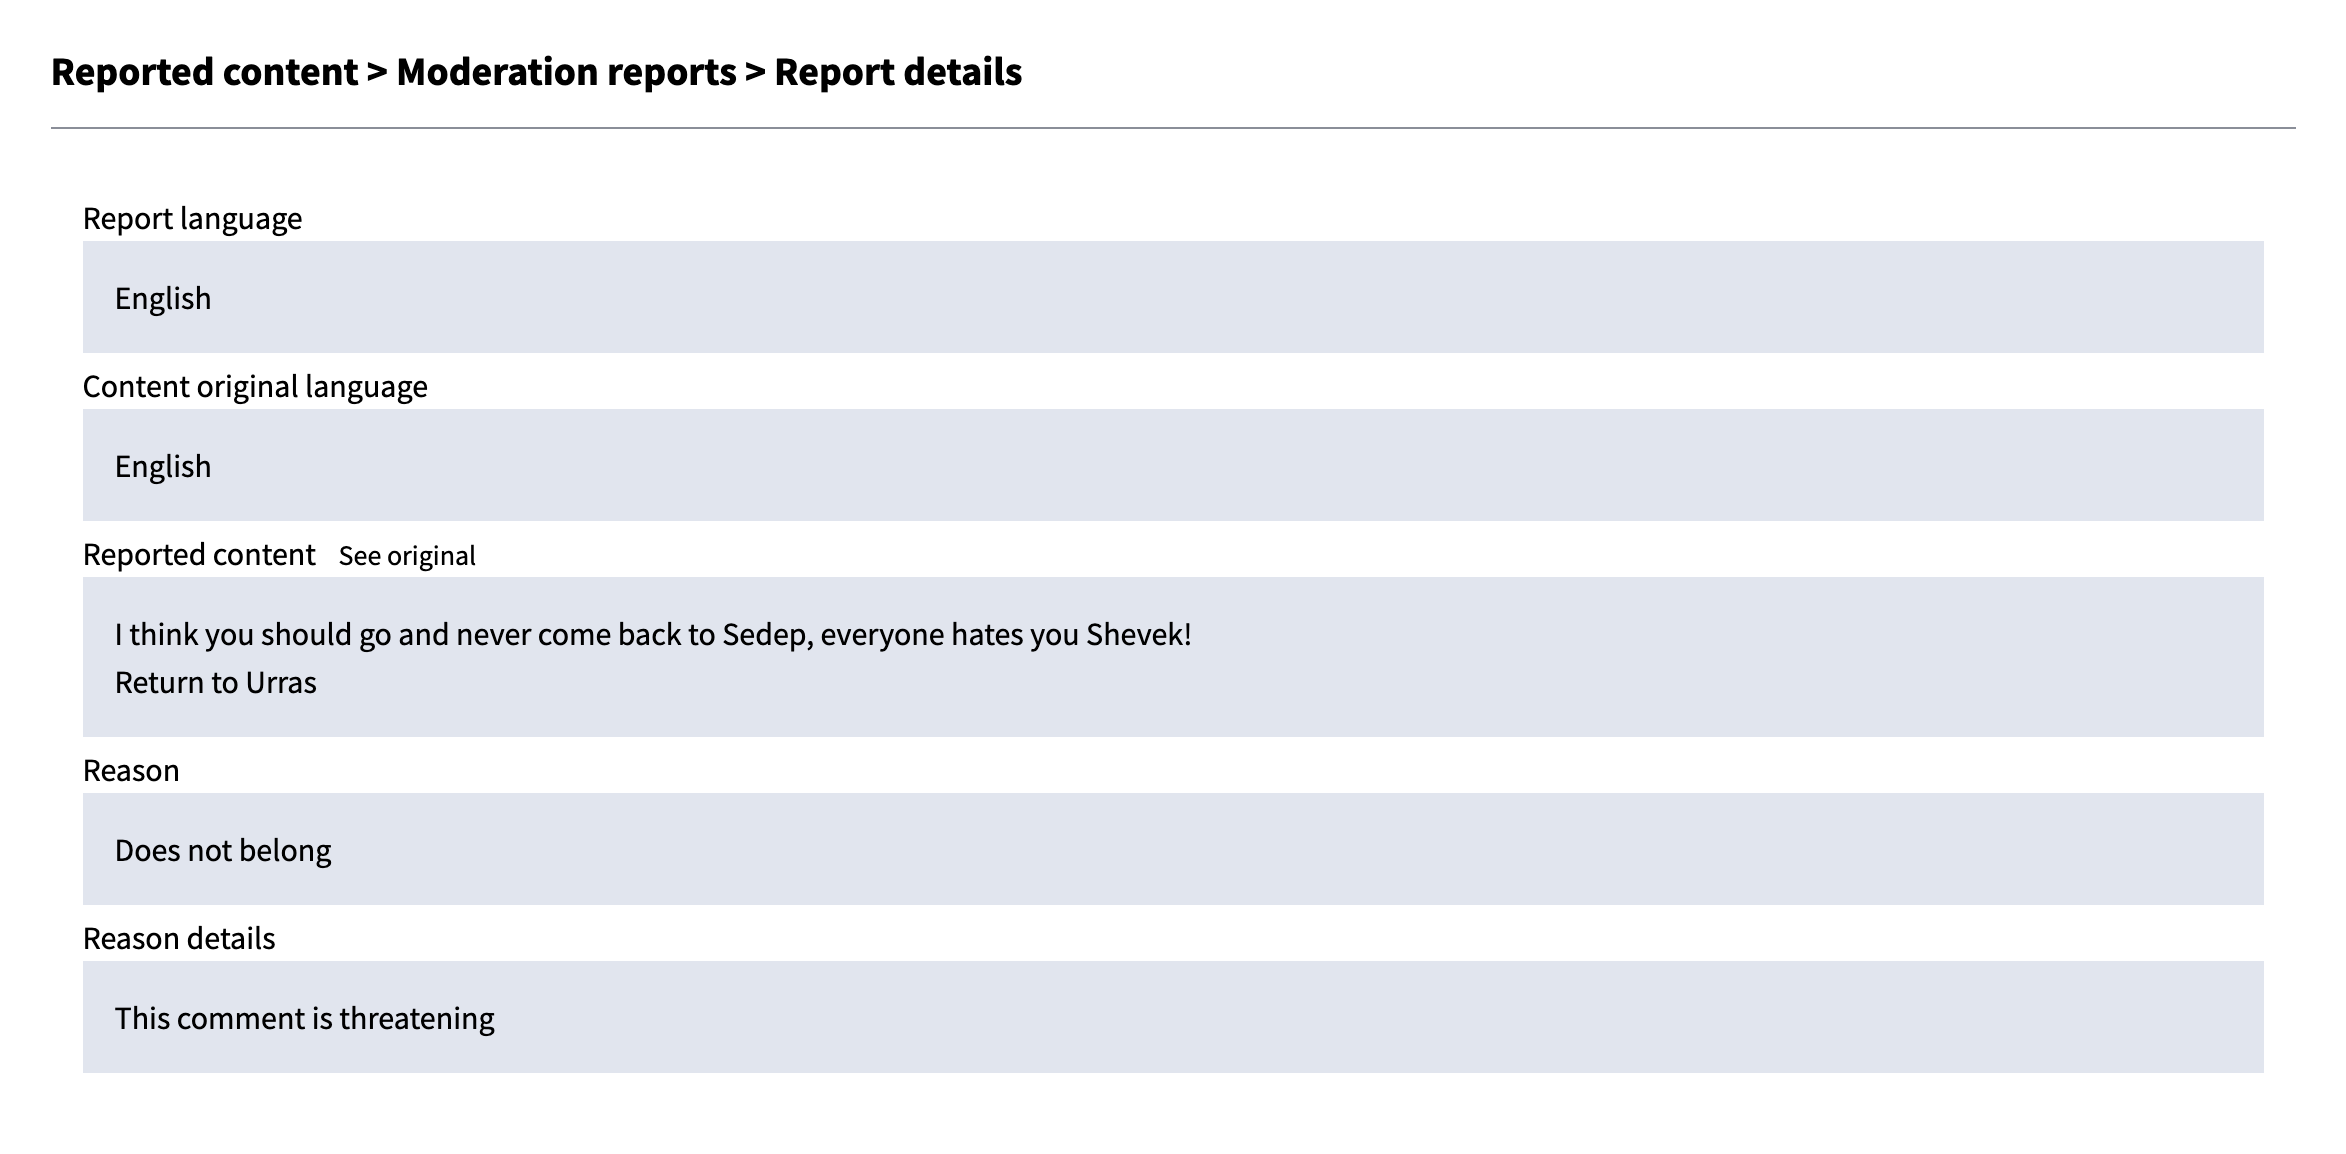 Reported content > Moderation reports > Report details
Report language
English
Content original language
English
Reported content See original
I think you should go and never come back to Sedep, everyone hates you Shevek!
Return to Urras
Reason
Does not belong
Reason details
This comment is threatening